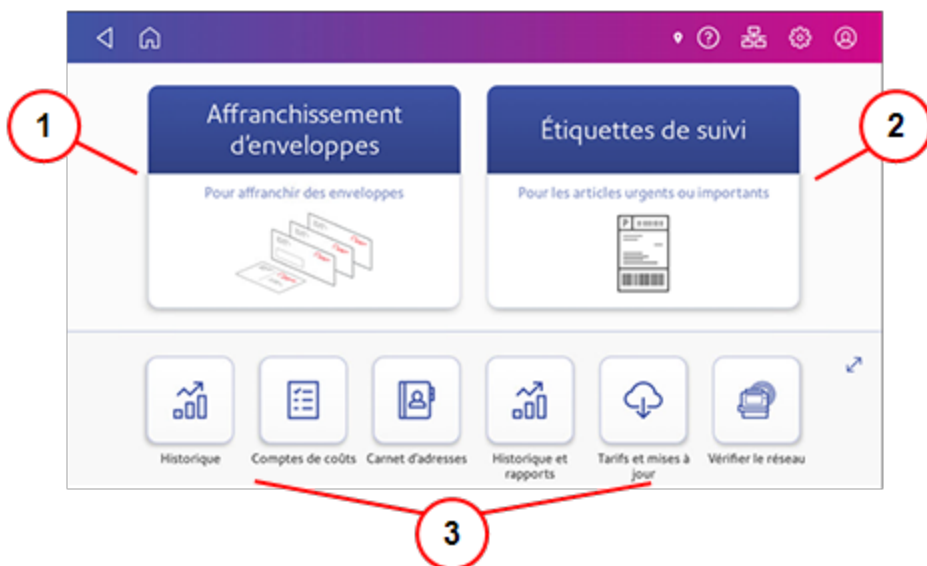 1
Affranchissement
d'enveloppes
Pour affranchir des enveloppes
Étiquettes de suivi
Pour les articles urgents ou importants
P
2
Historique
Comptes de coûts
Carnet d'adresses
Historique et
rapports
Tarifs et mises à
jour
Vérifier le réseau
3